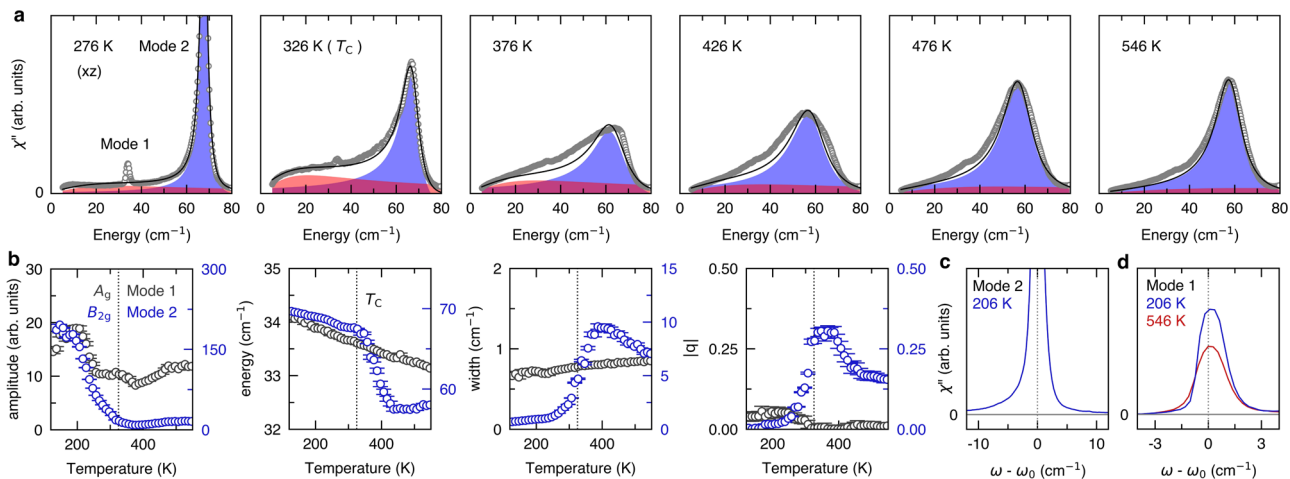 a
χ″ (arb. units)
0
276 K
(xz)
Mode 2
Mode 1
0 20 40 60 80
Energy (cm⁻¹)
326 K ( T_C )
0 20 40 60 80
Energy (cm⁻¹)
376 K
0 20 40 60 80
Energy (cm⁻¹)
426 K
0 20 40 60 80
Energy (cm⁻¹)
476 K
0 20 40 60 80
Energy (cm⁻¹)
546 K
0 20 40 60 80
Energy (cm⁻¹)
b
amplitude (arb. units)
30
20
10
0
300
150
0
A_g Mode 1
B_2g Mode 2
200 400
Temperature (K)
energy (cm⁻¹)
35
34
33
32
70
58
T_C
200 400
Temperature (K)
width (cm⁻¹)
2
1
0
15
10
5
0
200 400
Temperature (K)
|q|
0.50
0.25
0.00
0.50
0.25
0.00
200 400
Temperature (K)
c
χ″ (arb. units)
0
Mode 2
206 K
-10 0 10
ω - ω₀ (cm⁻¹)
d
0
Mode 1
206 K
546 K
-3 0 3
ω - ω₀ (cm⁻¹)